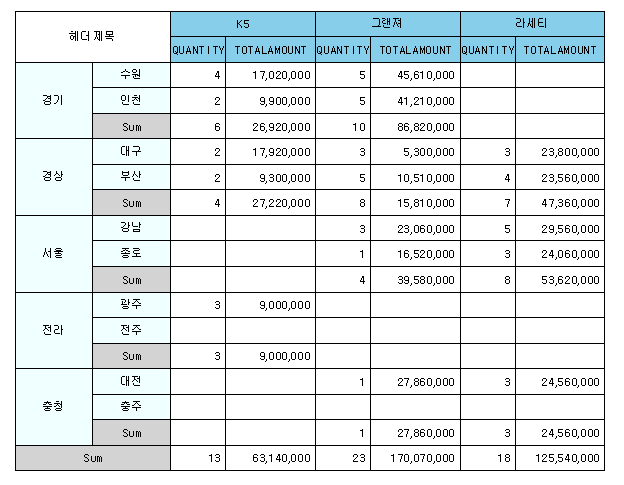 헤더 제목 K5 그랜져 라세티
QUANTITY TOTALAMOUNT QUANTITY TOTALAMOUNT QUANTITY TOTALAMOUNT
경기 수원 4 17,020,000 5 45,610,000
인천 2 9,900,000 5 41,210,000
Sum 6 26,920,000 10 86,820,000
경상 대구 2 17,920,000 3 5,300,000 3 23,800,000
부산 2 9,300,000 5 10,510,000 4 23,560,000
Sum 4 27,220,000 8 15,810,000 7 47,360,000
서울 강남 3 23,060,000 5 29,560,000
종로 1 16,520,000 3 24,060,000
Sum 4 39,580,000 8 53,620,000
전라 광주 3 9,000,000
전주
Sum 3 9,000,000
충청 대전 1 27,860,000 3 24,560,000
충주
Sum 1 27,860,000 3 24,560,000
Sum 13 63,140,000 23 170,070,000 18 125,540,000